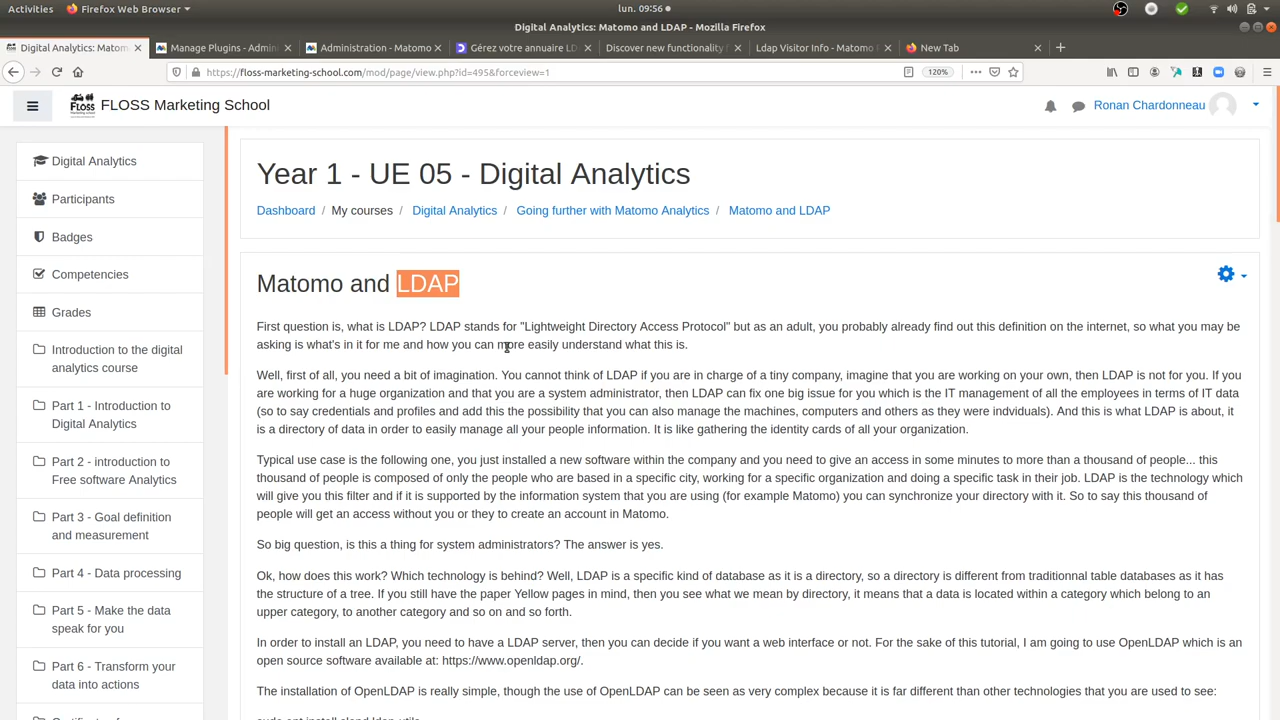 Activities Firefox Web Browser lun. 09:56
Digital Analytics: Matomo and LDAP - Mozilla Firefox
Digital Analytics: Matom Manage Plugins - Admin Administration - Matomo Gérez votre annuaire LD Discover new functionality Ldap Visitor Info - Matomo New Tab
https://floss-marketing-school.com/mod/page/view.php?id=495&forceview=1 120%
FLOSS Marketing School Ronan Chardonneau
Digital Analytics
Participants
Badges
Competencies
Grades
Introduction to the digital
analytics course
Part 1 - Introduction to
Digital Analytics
Part 2 - introduction to
Free software Analytics
Part 3 - Goal definition
and measurement
Part 4 - Data processing
Part 5 - Make the data
speak for you
Part 6 - Transform your
data into actions
Year 1 - UE 05 - Digital Analytics
Dashboard / My courses / Digital Analytics / Going further with Matomo Analytics / Matomo and LDAP
Matomo and LDAP
First question is, what is LDAP? LDAP stands for "Lightweight Directory Access Protocol" but as an adult, you probably already find out this definition on the internet, so what you may be
asking is what's in it for me and how you can more easily understand what this is.
Well, first of all, you need a bit of imagination. You cannot think of LDAP if you are in charge of a tiny company, imagine that you are working on your own, then LDAP is not for you. If you
are working for a huge organization and that you are a system administrator, then LDAP can fix one big issue for you which is the IT management of all the employees in terms of IT data
(so to say credentials and profiles and add this the possibility that you can also manage the machines, computers and others as they were indviduals). And this is what LDAP is about, it
is a directory of data in order to easily manage all your people information. It is like gathering the identity cards of all your organization.
Typical use case is the following one, you just installed a new software within the company and you need to give an access in some minutes to more than a thousand of people... this
thousand of people is composed of only the people who are based in a specific city, working for a specific organization and doing a specific task in their job. LDAP is the technology which
will give you this filter and if it is supported by the information system that you are using (for example Matomo) you can synchronize your directory with it. So to say this thousand of
people will get an access without you or they to create an account in Matomo.
So big question, is this a thing for system administrators? The answer is yes.
Ok, how does this work? Which technology is behind? Well, LDAP is a specific kind of database as it is a directory, so a directory is different from traditionnal table databases as it has
the structure of a tree. If you still have the paper Yellow pages in mind, then you see what we mean by directory, it means that a data is located within a category which belong to an
upper category, to another category and so on and so forth.
In order to install an LDAP, you need to have a LDAP server, then you can decide if you want a web interface or not. For the sake of this tutorial, I am going to use OpenLDAP which is an
open source software available at: https://www.openldap.org/.
The installation of OpenLDAP is really simple, though the use of OpenLDAP can be seen as very complex because it is far different than other technologies that you are used to see:
sudo apt install slapd ldap-utils